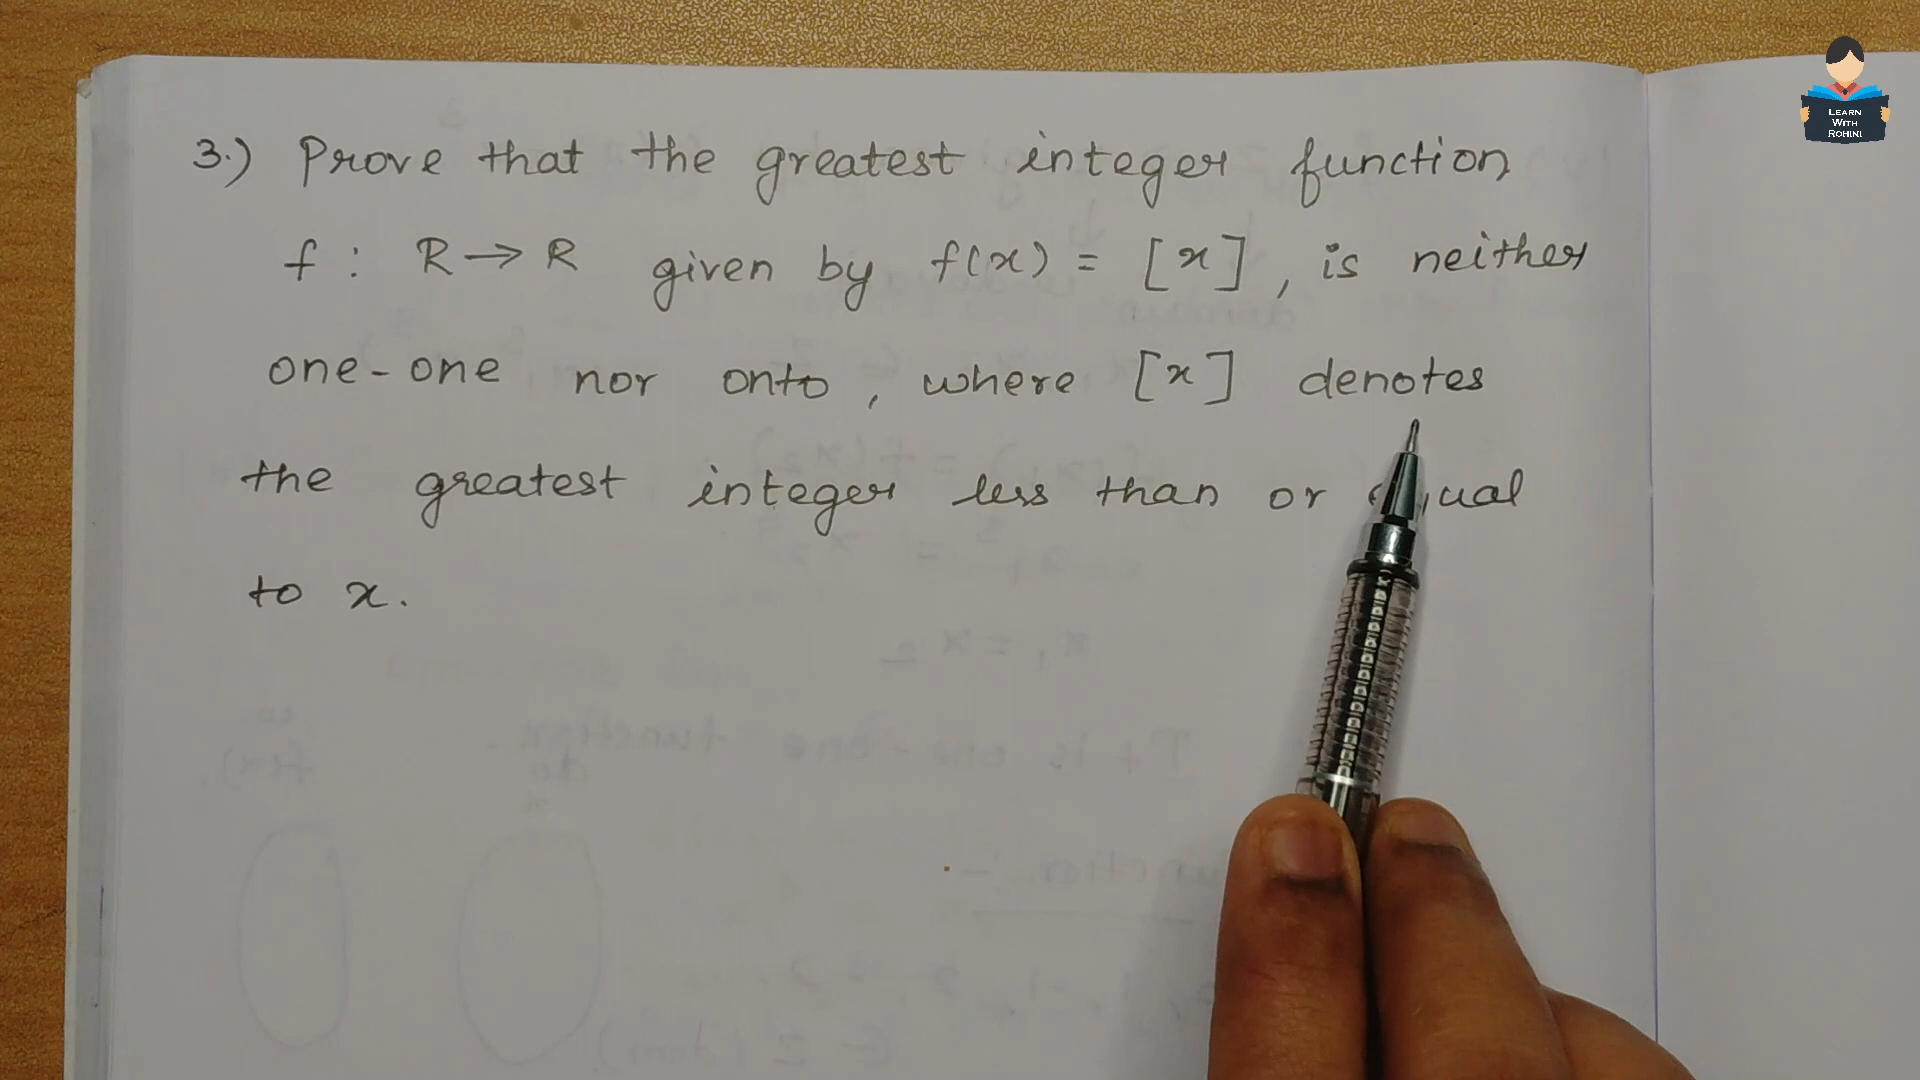 LEARN
WITH
ROHINI
3.) Prove that the greatest integer function
f : R → R given by f(x) = [x], is neither
one-one nor onto, where [x] denotes
the greatest integer less than or equal
to x.